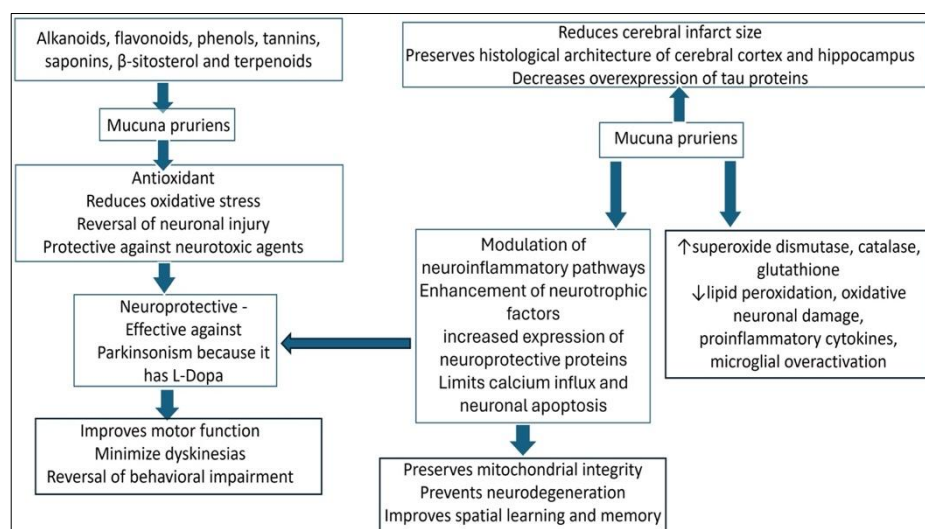 Alkanoids, flavonoids, phenols, tannins,
saponins, β-sitosterol and terpenoids
Mucuna pruriens
Antioxidant
Reduces oxidative stress
Reversal of neuronal injury
Protective against neurotoxic agents
Neuroprotective -
Effective against
Parkinsonism because it
has L-Dopa
Improves motor function
Minimize dyskinesias
Reversal of behavioral impairment
Reduces cerebral infarct size
Preserves histological architecture of cerebral cortex and hippocampus
Decreases overexpression of tau proteins
Mucuna pruriens
Modulation of
neuroinflammatory pathways
Enhancement of neurotrophic
factors
increased expression of
neuroprotective proteins
Limits calcium influx and
neuronal apoptosis
↑superoxide dismutase, catalase,
glutathione
↓lipid peroxidation, oxidative
neuronal damage,
proinflammatory cytokines,
microglial overactivation
Preserves mitochondrial integrity
Prevents neurodegeneration
Improves spatial learning and memory